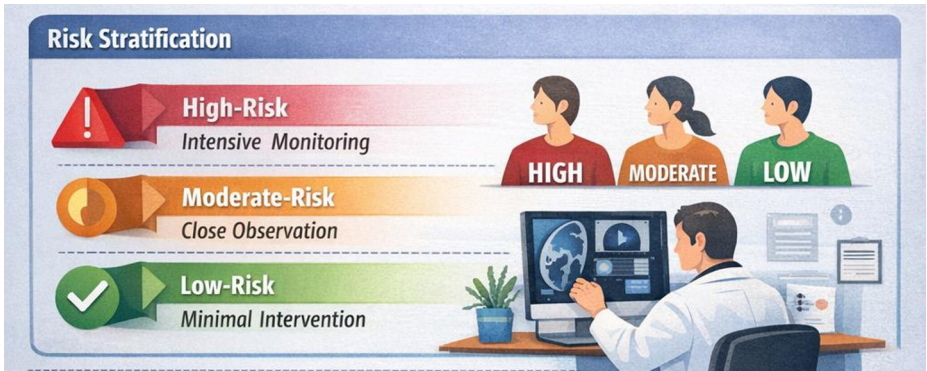 Risk Stratification
High-Risk
Intensive Monitoring
Moderate-Risk
Close Observation
Low-Risk
Minimal Intervention
HIGH
MODERATE
LOW